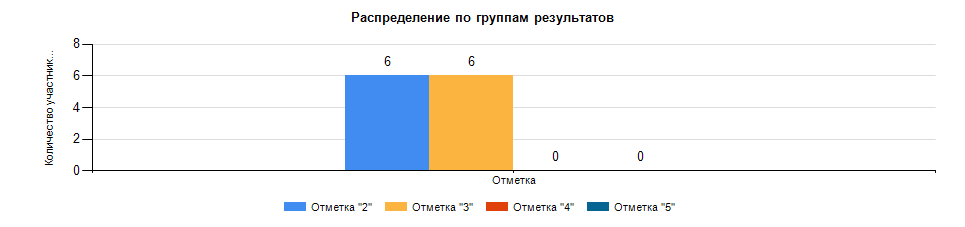 Распределение по группам результатов
Количество участник...
8
6
4
2
0
6
6
0
0
Отметка
Отметка "2" Отметка "3" Отметка "4" Отметка "5"